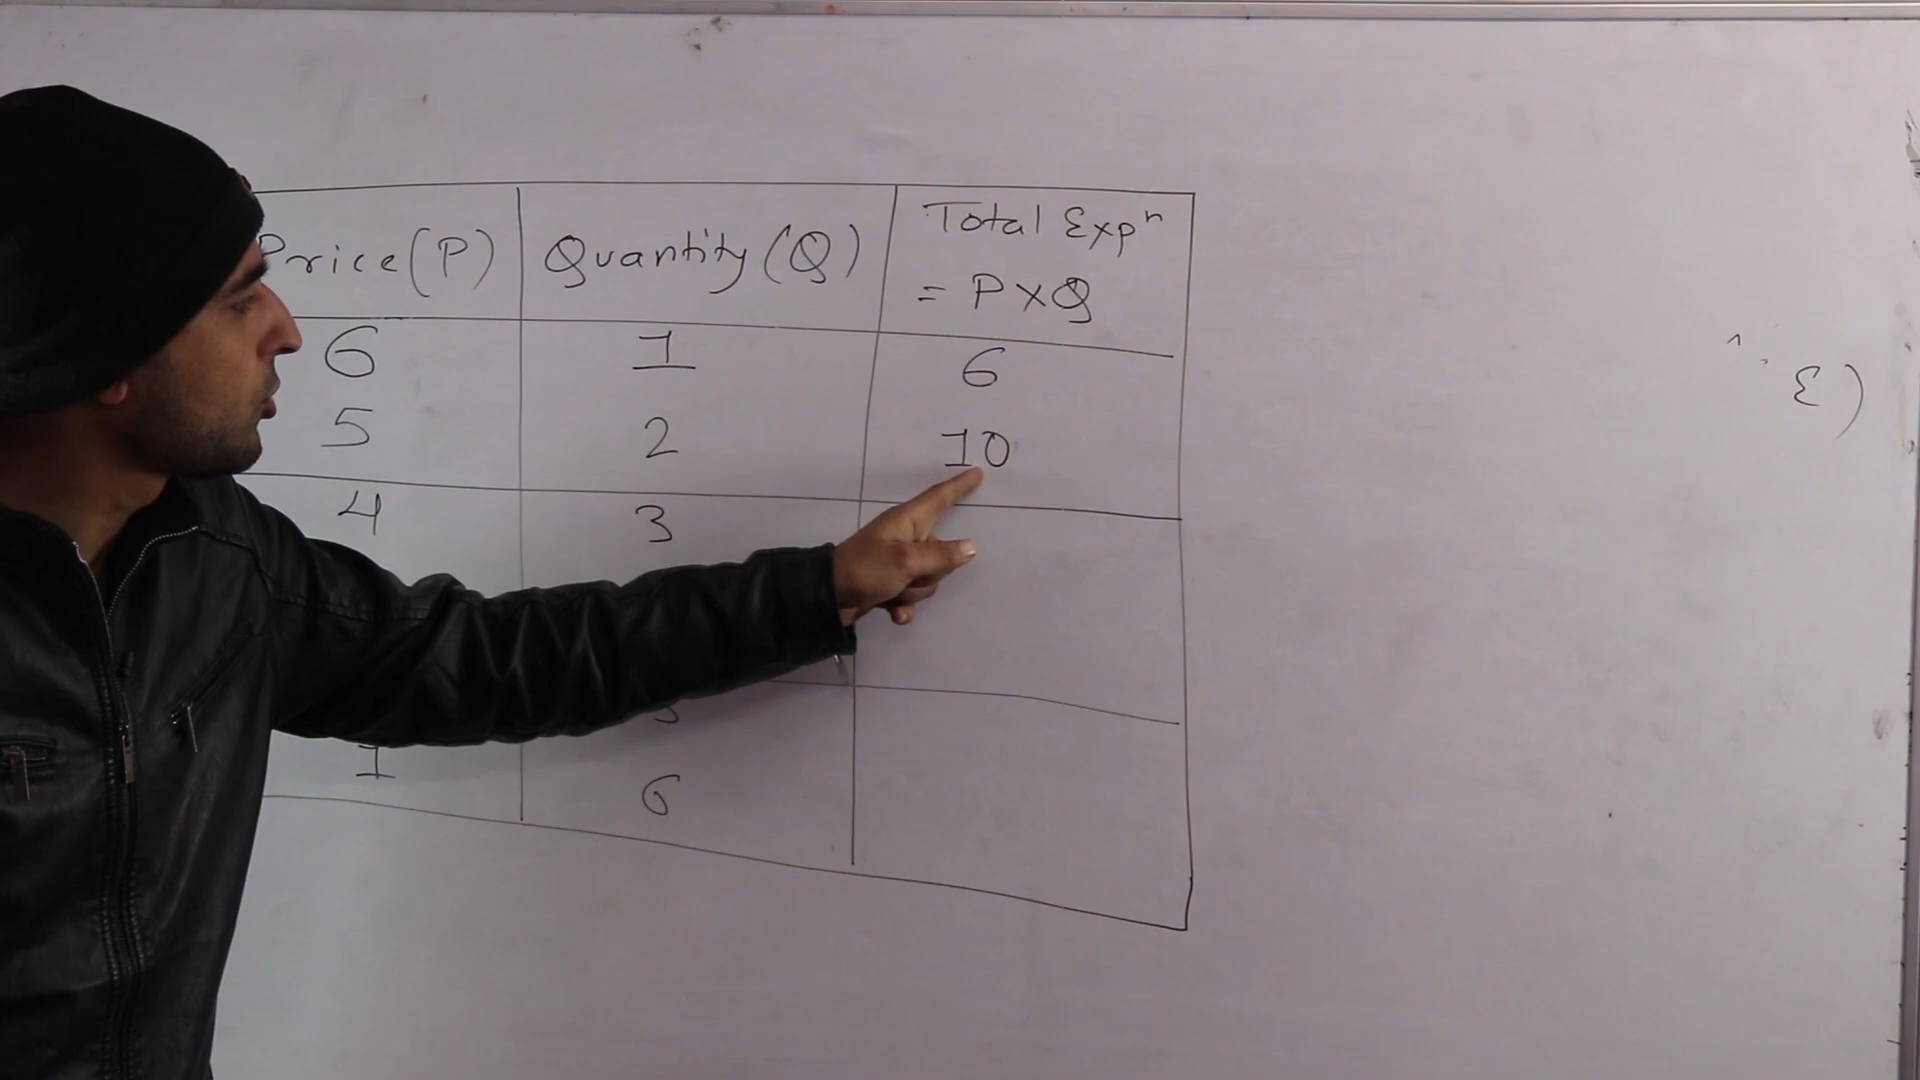 Price (P) Quantity (Q) Total Expⁿ
= P×Q
6 1 6
5 2 10
4 3
1 6